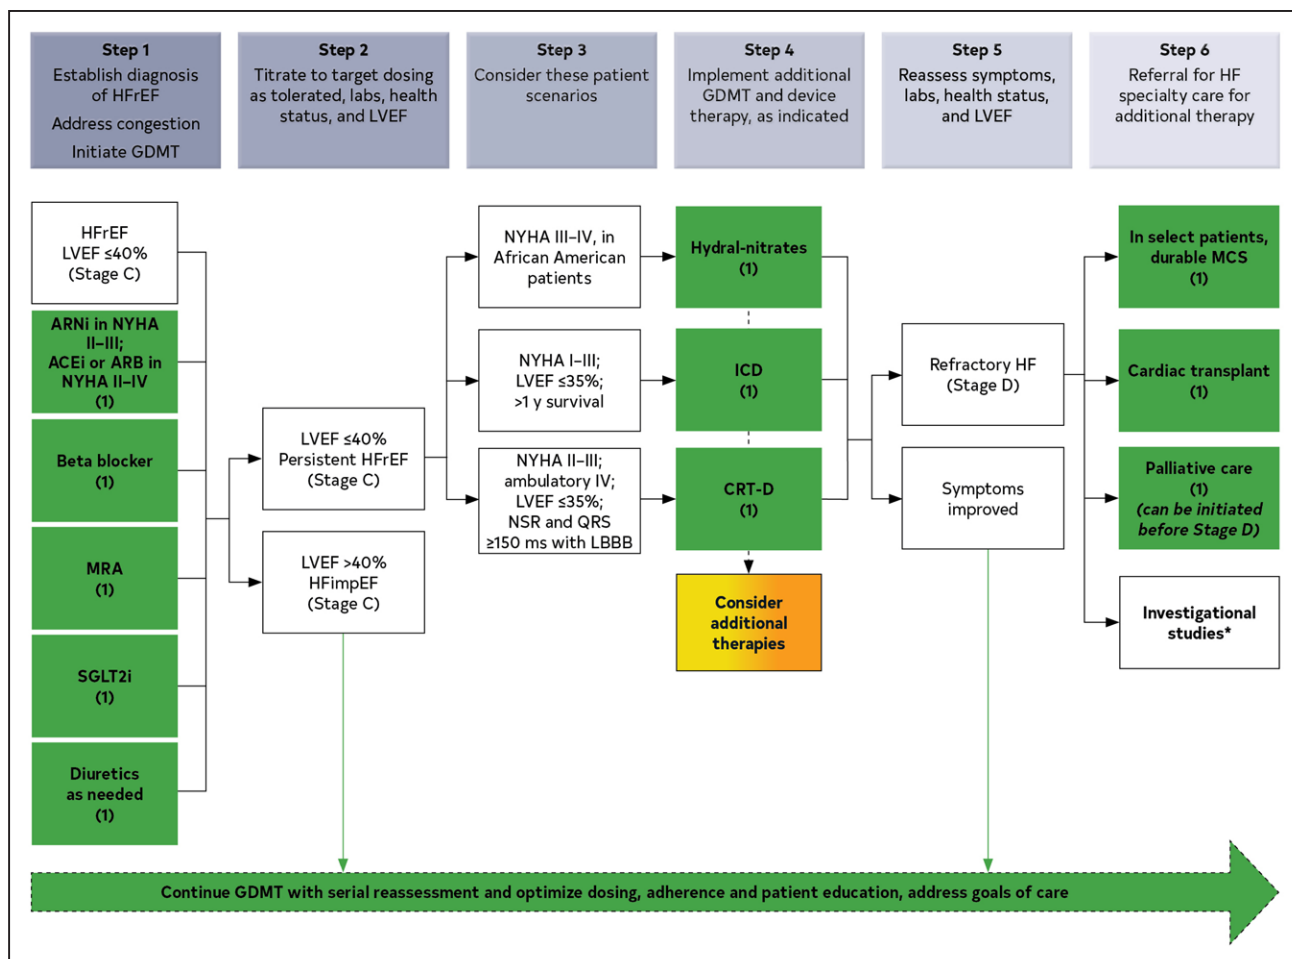 Step 1
Establish diagnosis
of HFrEF
Address congestion
Initiate GDMT
Step 2
Titrate to target dosing
as tolerated, labs, health
status, and LVEF
Step 3
Consider these patient
scenarios
Step 4
Implement additional
GDMT and device
therapy, as indicated
Step 5
Reassess symptoms,
labs, health status,
and LVEF
Step 6
Referral for HF
specialty care for
additional therapy
HFrEF
LVEF ≤40%
(Stage C)
ARNi in NYHA
II–III;
ACEi or ARB in
NYHA II–IV
(1)
Beta blocker
(1)
MRA
(1)
SGLT2i
(1)
Diuretics
as needed
(1)
LVEF ≤40%
Persistent HFrEF
(Stage C)
LVEF >40%
HFimpEF
(Stage C)
NYHA III–IV, in
African American
patients
NYHA I–III;
LVEF ≤35%;
>1 y survival
NYHA II–III;
ambulatory IV;
LVEF ≤35%;
NSR and QRS
≥150 ms with LBBB
Hydral-nitrates
(1)
ICD
(1)
CRT-D
(1)
Consider
additional
therapies
Refractory HF
(Stage D)
Symptoms
improved
In select patients,
durable MCS
(1)
Cardiac transplant
(1)
Palliative care
(1)
(can be initiated
before Stage D)
Investigational
studies*
Continue GDMT with serial reassessment and optimize dosing, adherence and patient education, address goals of care